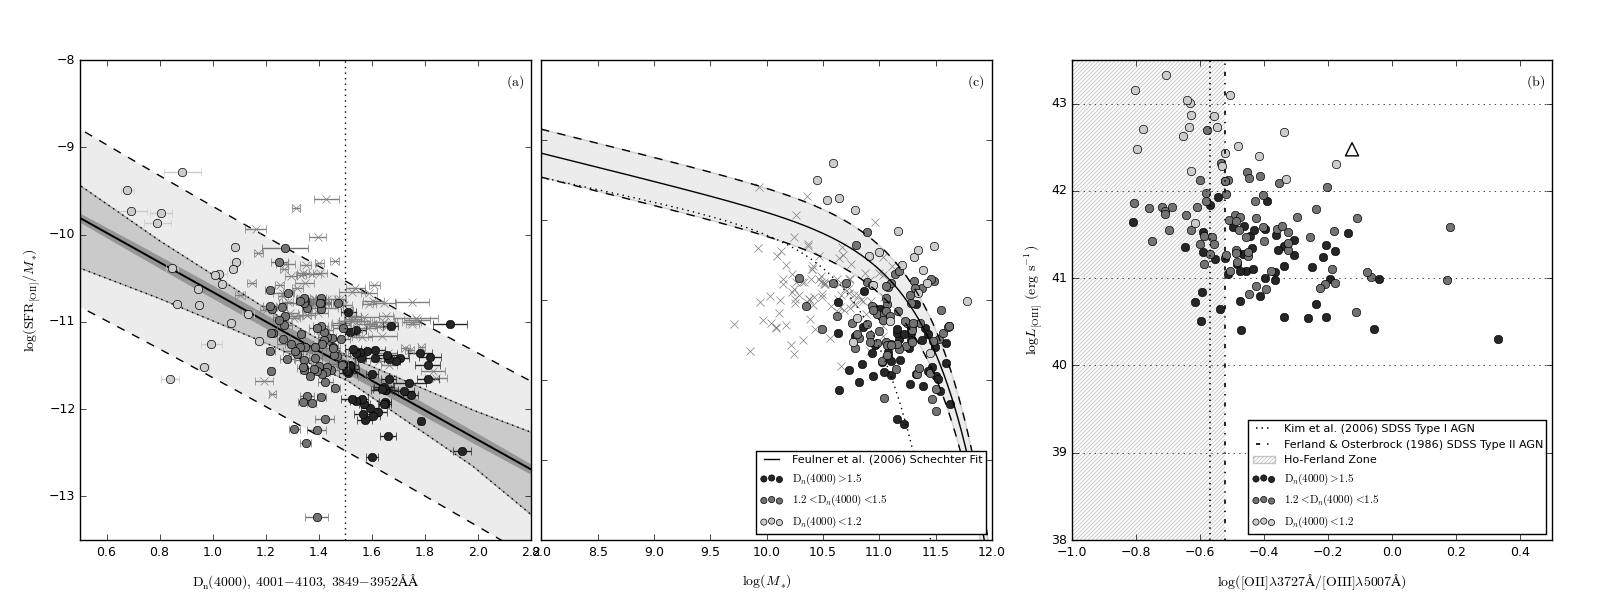 (a)
−8
−9
−10
−11
−12
−13
log(SFR[OII]/M*)
0.6 0.8 1.0 1.2 1.4 1.6 1.8 2.0
Dn(4000), 4001−4103, 3849−3952ÅÅ
(c)
Feulner et al. (2006) Schechter Fit
Dn(4000) >1.5
1.2 <Dn(4000) <1.5
Dn(4000) <1.2
8.5 9.0 9.5 10.0 10.5 11.0 11.5 12.0
log(M*)
(b)
43
42
41
40
39
38
logL[OII] (erg s−1)
Kim et al. (2006) SDSS Type I AGN
Ferland & Osterbrock (1986) SDSS Type II AGN
Ho-Ferland Zone
Dn(4000) >1.5
1.2 <Dn(4000) <1.5
Dn(4000) <1.2
−1.0 −0.8 −0.6 −0.4 −0.2 0.0 0.2 0.4
log([OII]λ3727Å/[OIII]λ5007Å)